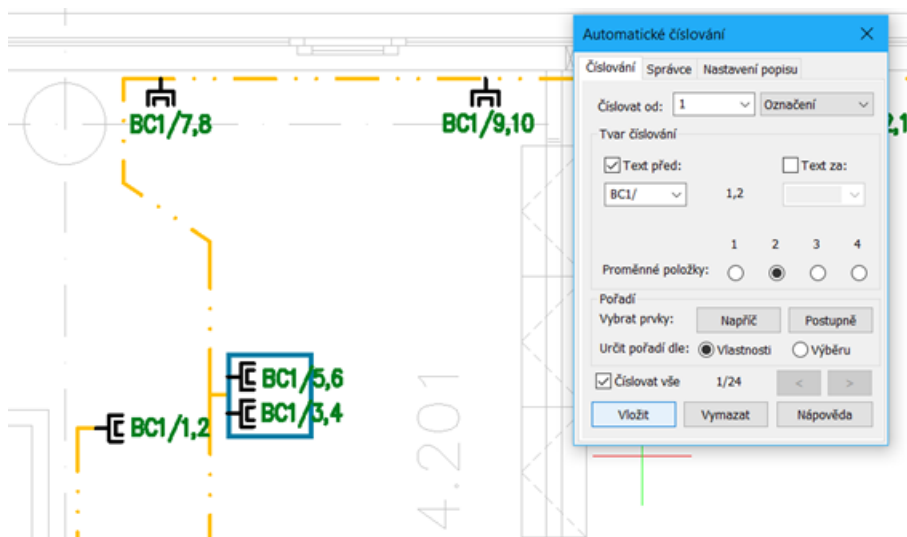 BC1/7,8
BC1/9,10
BC1/5,6
BC1/3,4
BC1/1,2
4.201
2,1
Automatické číslování
Číslování Správce Nastavení popisu
Číslovat od: 1 Označení
Tvar číslování
Text před: Text za:
BC1/ 1,2
1 2 3 4
Proměnné položky:
Pořadí
Vybrat prvky: Napříč Postupně
Určit pořadí dle: Vlastnosti Výběru
Číslovat vše 1/24 < >
Vložit Vymazat Nápověda